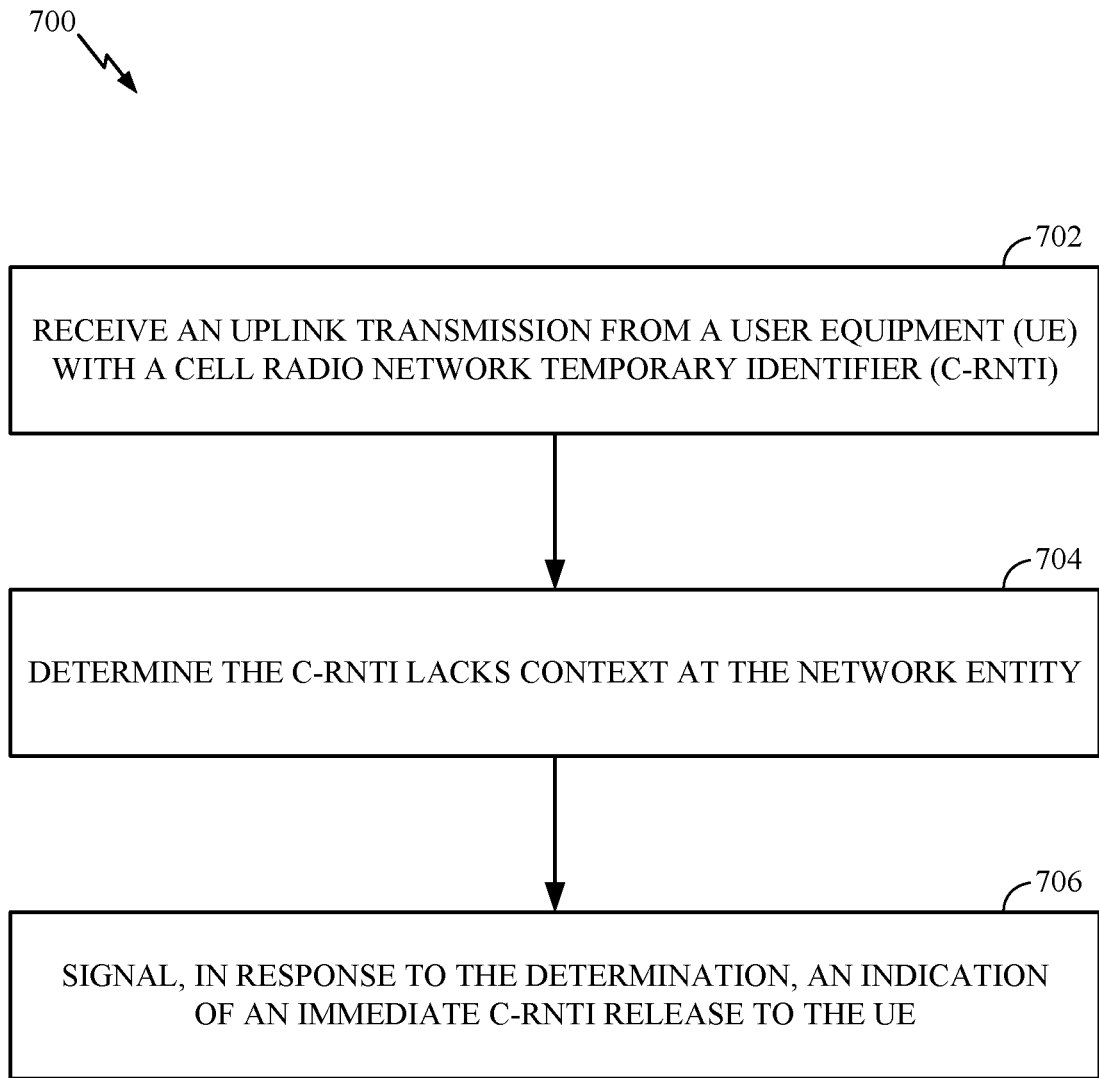 700
702
RECEIVE AN UPLINK TRANSMISSION FROM A USER EQUIPMENT (UE)
WITH A CELL RADIO NETWORK TEMPORARY IDENTIFIER (C-RNTI)
704
DETERMINE THE C-RNTI LACKS CONTEXT AT THE NETWORK ENTITY
706
SIGNAL, IN RESPONSE TO THE DETERMINATION, AN INDICATION
OF AN IMMEDIATE C-RNTI RELEASE TO THE UE